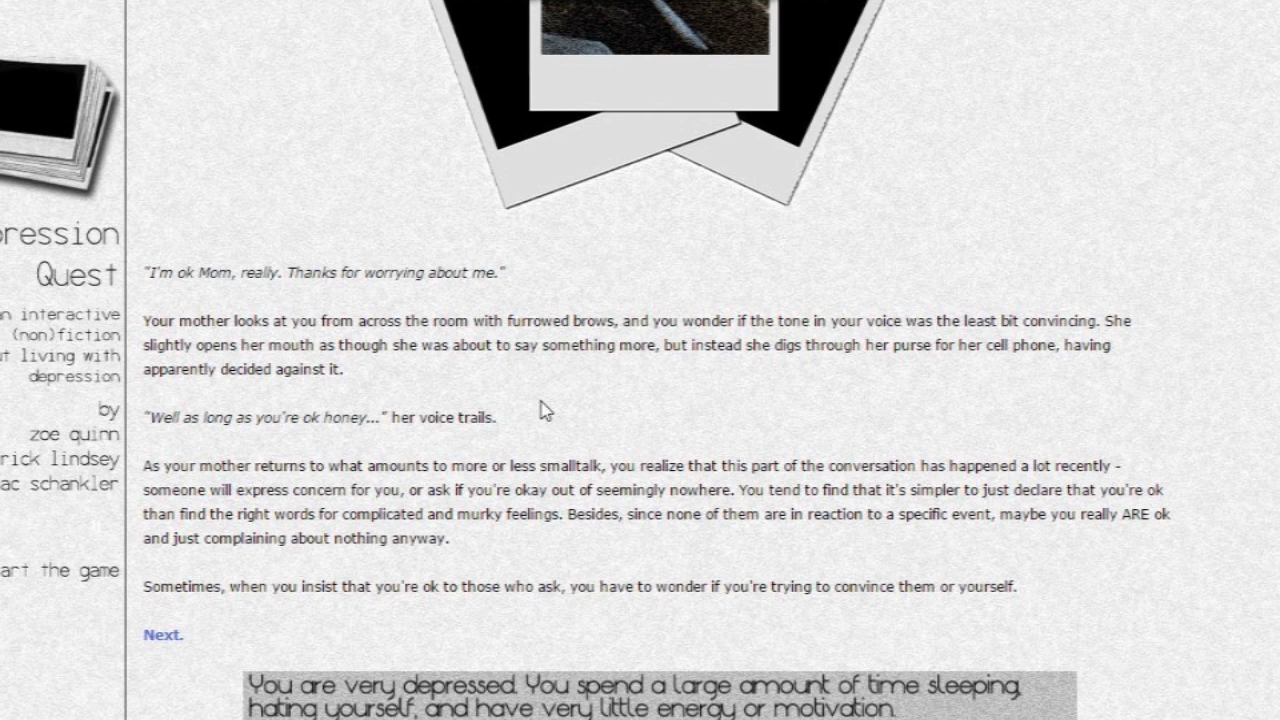 pression
Quest
an interactive
(non)fiction
ut living with
depression
by
zoe quinn
rick lindsey
ac schankler
art the game
"I'm ok Mom, really. Thanks for worrying about me."
Your mother looks at you from across the room with furrowed brows, and you wonder if the tone in your voice was the least bit convincing. She
slightly opens her mouth as though she was about to say something more, but instead she digs through her purse for her cell phone, having
apparently decided against it.
"Well as long as you're ok honey..." her voice trails.
As your mother returns to what amounts to more or less smalltalk, you realize that this part of the conversation has happened a lot recently -
someone will express concern for you, or ask if you're okay out of seemingly nowhere. You tend to find that it's simpler to just declare that you're ok
than find the right words for complicated and murky feelings. Besides, since none of them are in reaction to a specific event, maybe you really ARE ok
and just complaining about nothing anyway.
Sometimes, when you insist that you're ok to those who ask, you have to wonder if you're trying to convince them or yourself.
Next.
You are very depressed. You spend a large amount of time sleeping,
hating yourself, and have very little energy or motivation.